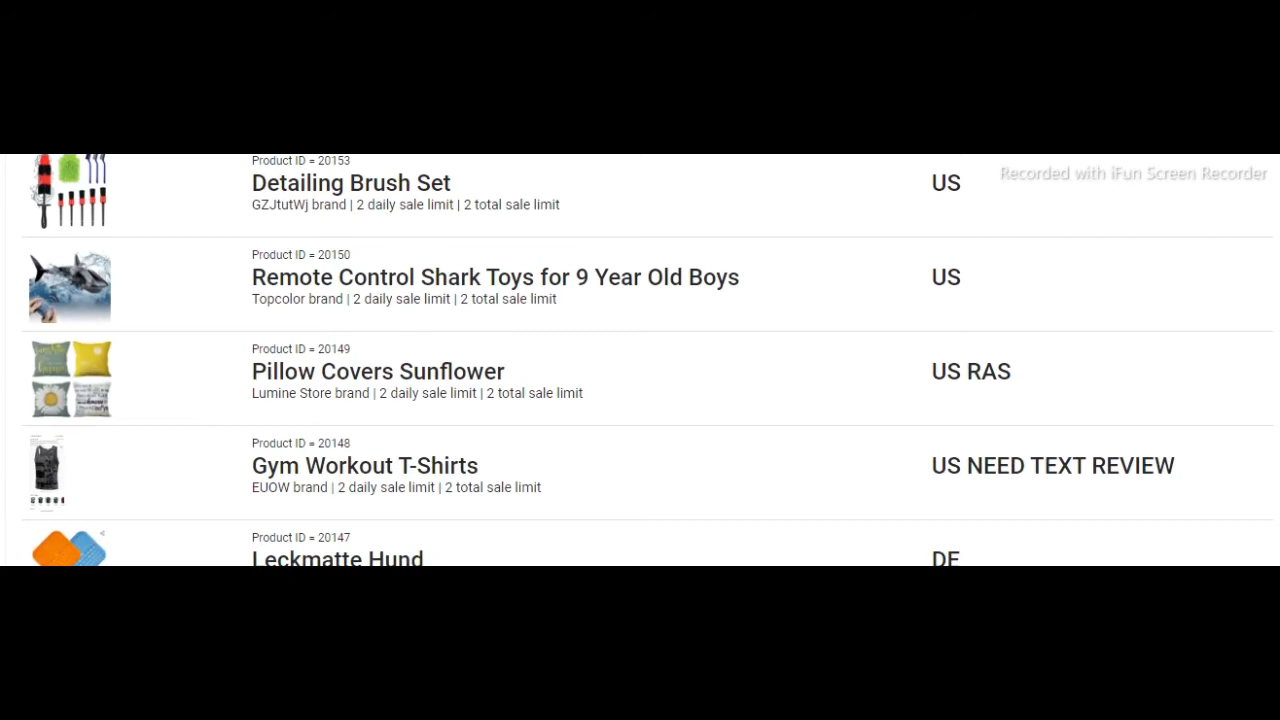 Product ID = 20153
Detailing Brush Set
US
Recorded with iFun Screen Recorder
GZJtutWj brand | 2 daily sale limit | 2 total sale limit
Product ID = 20150
Remote Control Shark Toys for 9 Year Old Boys
US
Topcolor brand | 2 daily sale limit | 2 total sale limit
Product ID = 20149
Pillow Covers Sunflower
US RAS
Lumine Store brand | 2 daily sale limit | 2 total sale limit
Product ID = 20148
Gym Workout T-Shirts
US NEED TEXT REVIEW
EUOW brand | 2 daily sale limit | 2 total sale limit
Product ID = 20147
Leckmatte Hund
DE